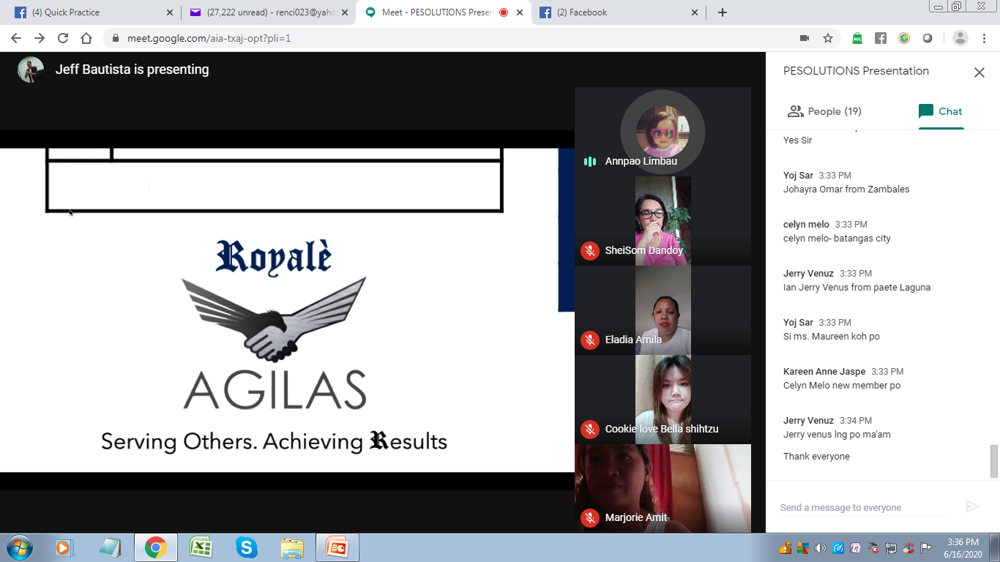 (4) Quick Practice
(27,222 unread) - renci023@yaho
Meet - PESOLUTIONS Presen
(2) Facebook
meet.google.com/aia-txaj-opt?pli=1
AVG
Jeff Bautista is presenting
Royalè
AGILAS
Serving Others. Achieving Results
Annpao Limbau
SheiSom Dandoy
Eladia Amila
Cookie love Bella shihtzu
Marjorie Amit
PESOLUTIONS Presentation
People (19)
Chat
Yes Sir
Yoj Sar 3:33 PM
Johayra Omar from Zambales
celyn melo 3:33 PM
celyn melo- batangas city
Jerry Venuz 3:33 PM
Ian Jerry Venus from paete Laguna
Yoj Sar 3:33 PM
Si ms. Maureen koh po
Kareen Anne Jaspe 3:33 PM
Celyn Melo new member po
Jerry Venuz 3:34 PM
Jerry venus lng po ma'am
Thank everyone
Send a message to everyone
3:36 PM
6/16/2020